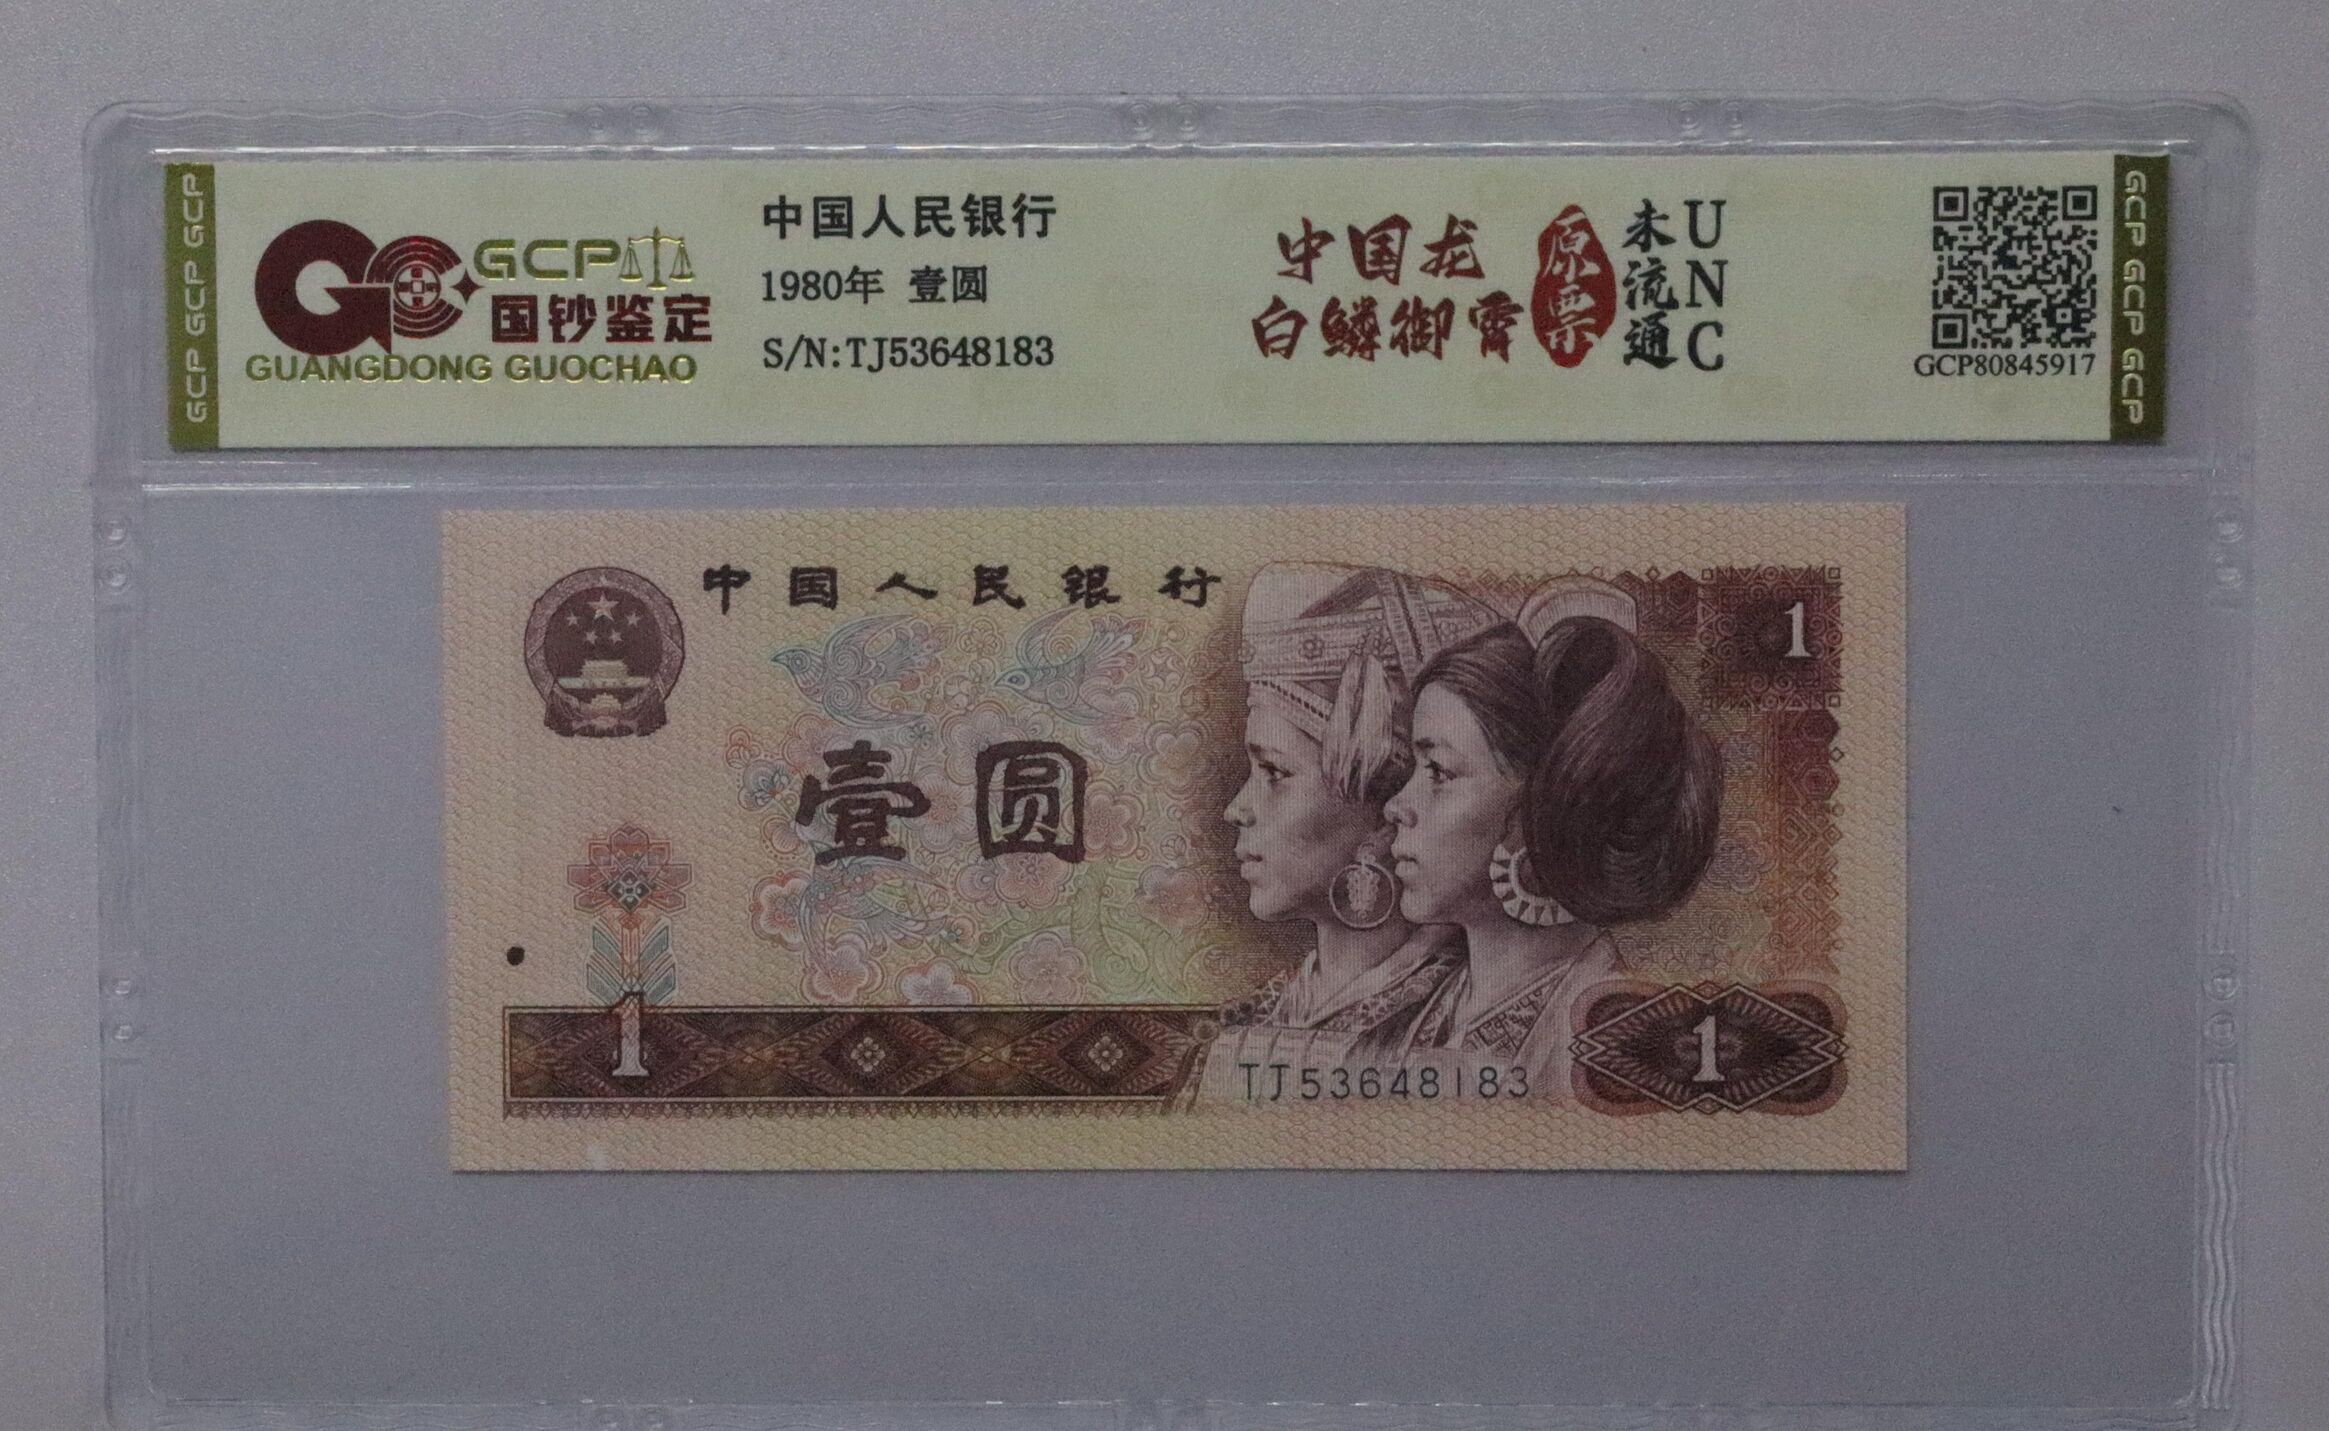 GCP GCP GCP
GCP
国钞鉴定
GUANGDONG GUOCHAO
中国人民银行
1980年 壹圆
S/N:TJ53648183
中国龙
白鳞御霄
原票
未流通
UNC
GCP80845917
GCP GCP GCP GCP
中国人民银行
1
壹圆
1
1
TJ53648183